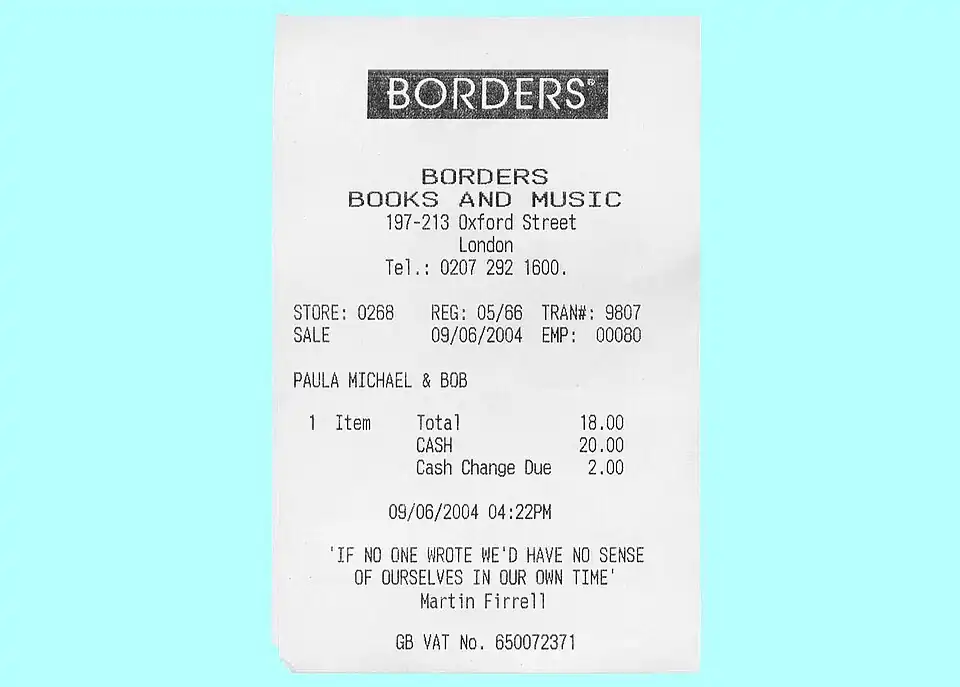 BORDERS®
BORDERS
BOOKS AND MUSIC
197-213 Oxford Street
London
Tel.: 0207 292 1600.
STORE: 0268 REG: 05/66 TRAN#: 9807
SALE 09/06/2004 EMP: 00080
PAULA MICHAEL & BOB
1 Item Total 18.00
CASH 20.00
Cash Change Due 2.00
09/06/2004 04:22PM
'IF NO ONE WROTE WE'D HAVE NO SENSE
OF OURSELVES IN OUR OWN TIME'
Martin Firrell
GB VAT No. 650072371